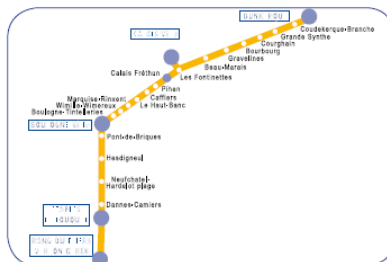 Coudekerque-Branche
Grande Synthe
Courghain
Bourbourg
Gravelines
Beau-Marais
Calais Fréthun
Les Fontinettes
Pihan
Caffiers
Le Haut-Banc
Marquise-Rinxent
Wimille-Wimereux
Boulogne-Tintelleries
Pont-de-Briques
Hesdigneul
Neufchatel-
Hardelot plage
Dannes-Camiers